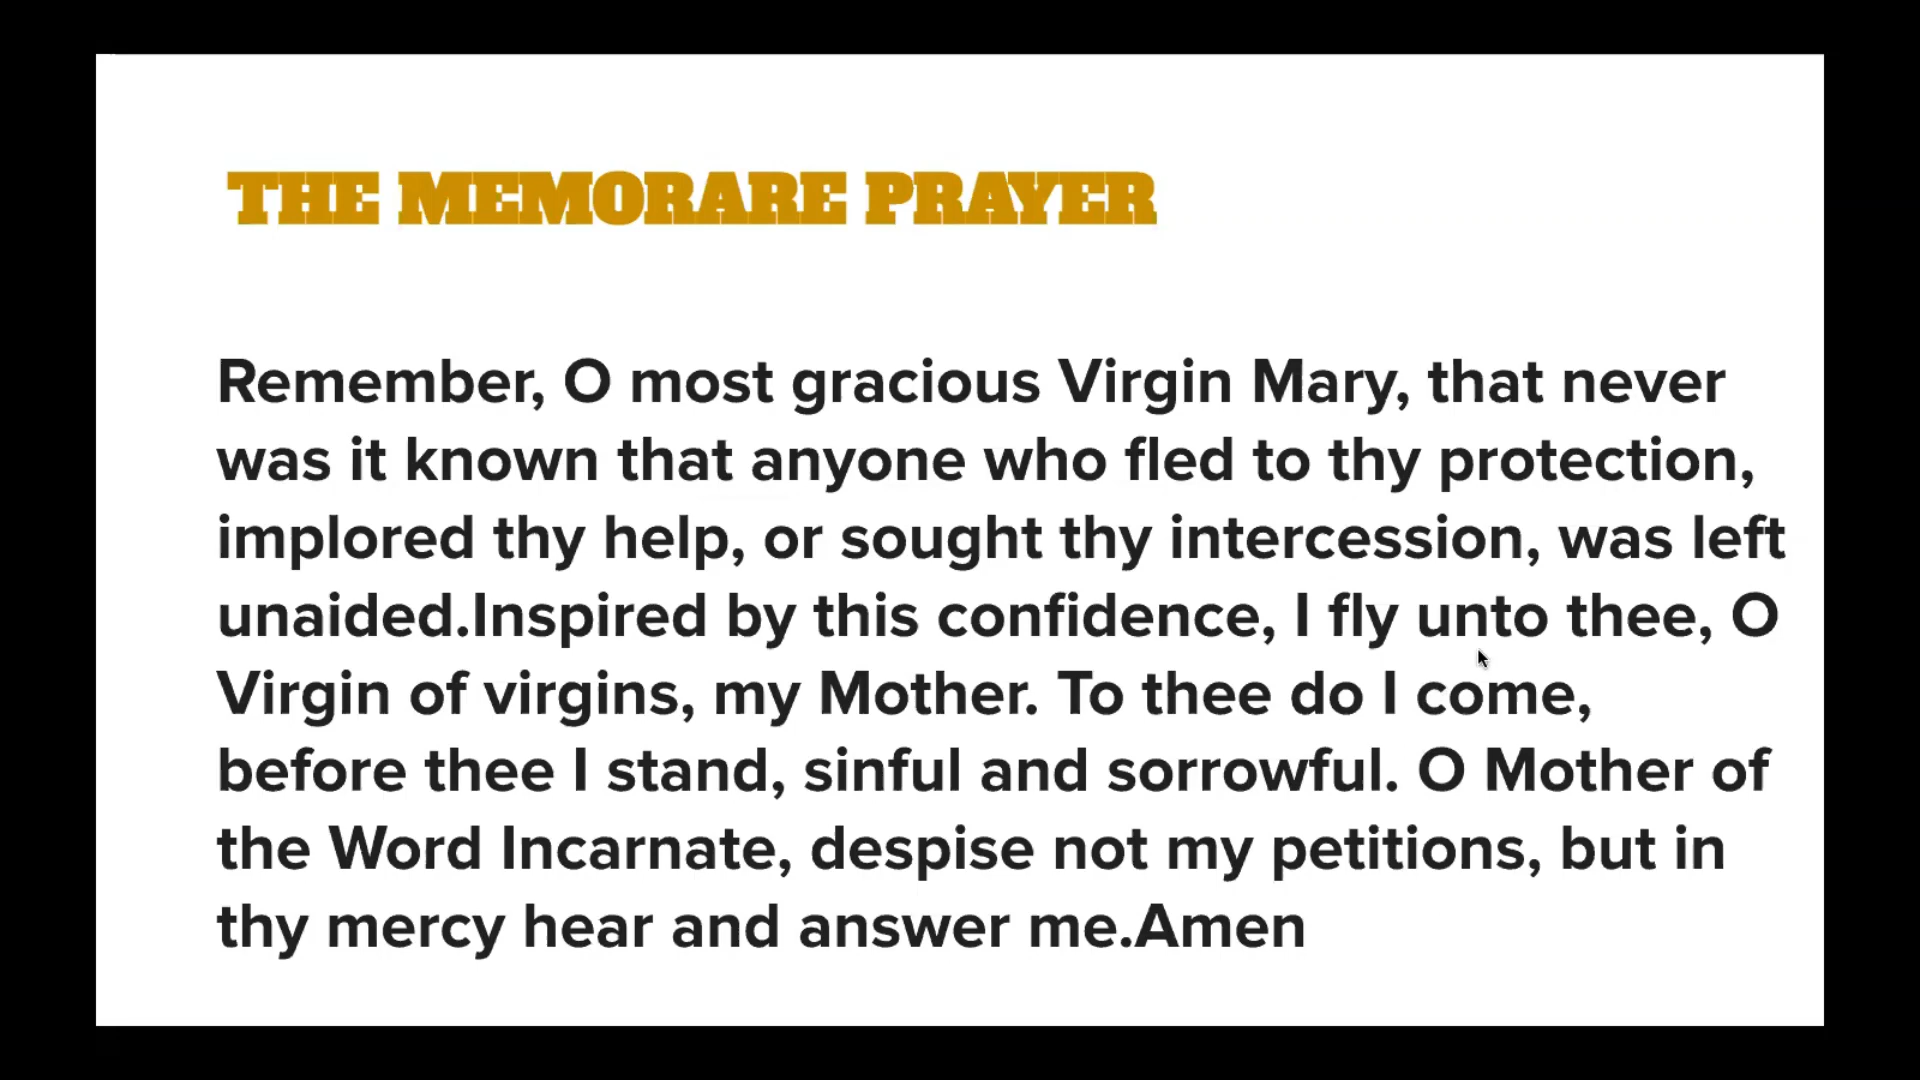 THE MEMORARE PRAYER
Remember, O most gracious Virgin Mary, that never
was it known that anyone who fled to thy protection,
implored thy help, or sought thy intercession, was left
unaided.Inspired by this confidence, I fly unto thee, O
Virgin of virgins, my Mother. To thee do I come,
before thee I stand, sinful and sorrowful. O Mother of
the Word Incarnate, despise not my petitions, but in
thy mercy hear and answer me.Amen